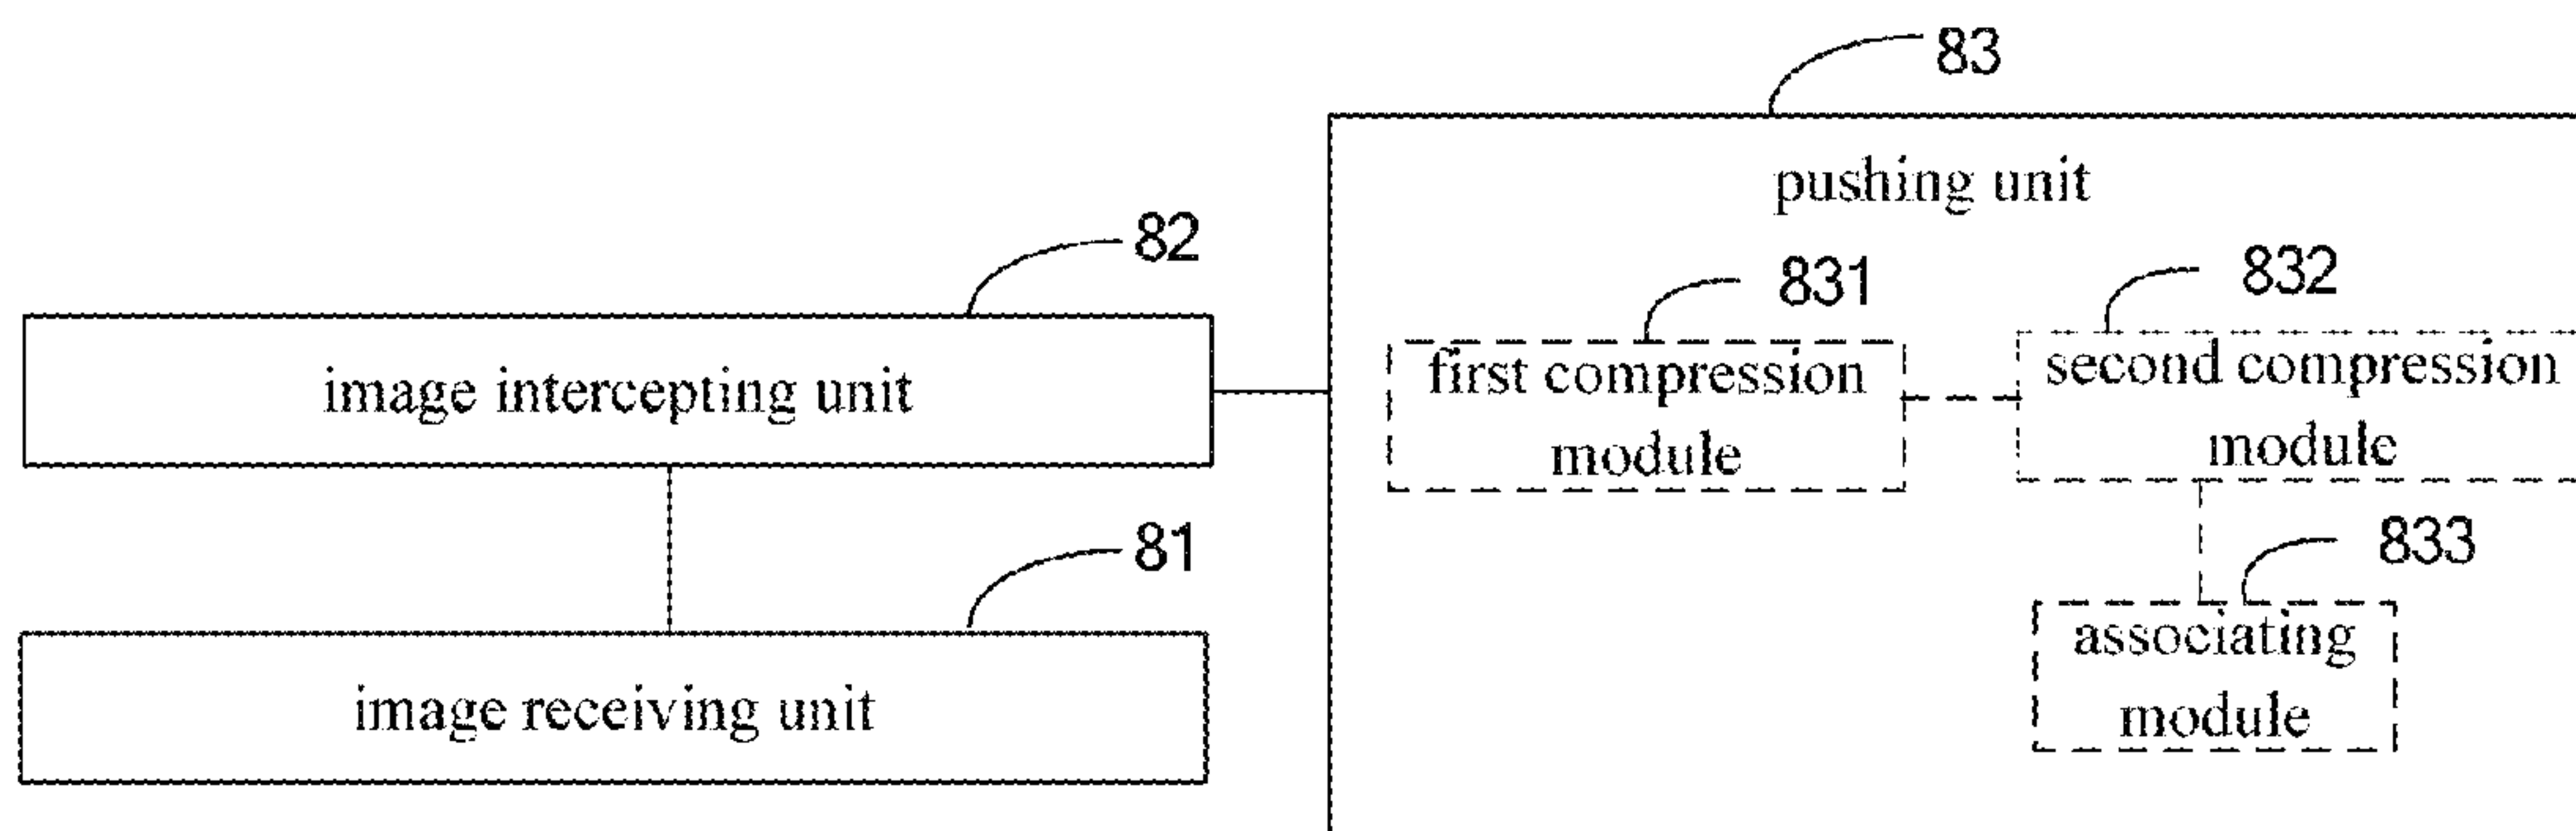 83
pushing unit
82
831
832
image intercepting unit
first compression
module
second compression
module
81
833
image receiving unit
associating
module